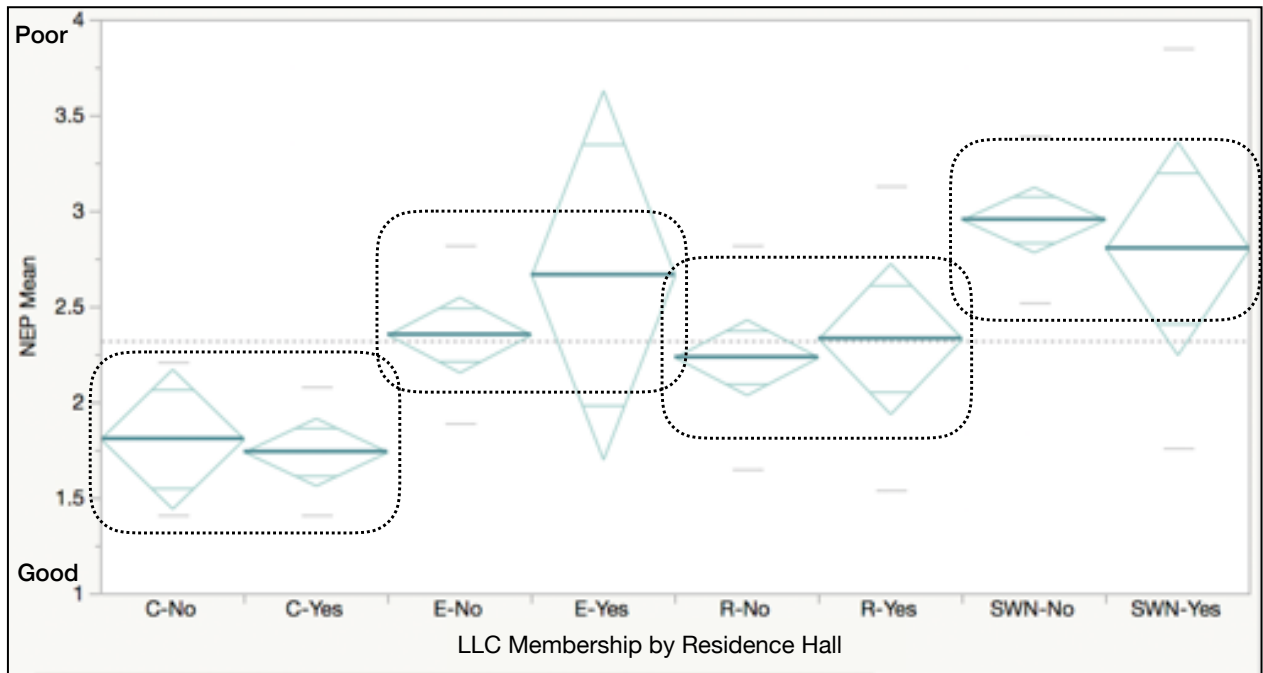 4
Poor
3.5
3
NEP Mean
2.5
2
1.5
Good
1
C-No C-Yes E-No E-Yes R-No R-Yes SWN-No SWN-Yes
LLC Membership by Residence Hall